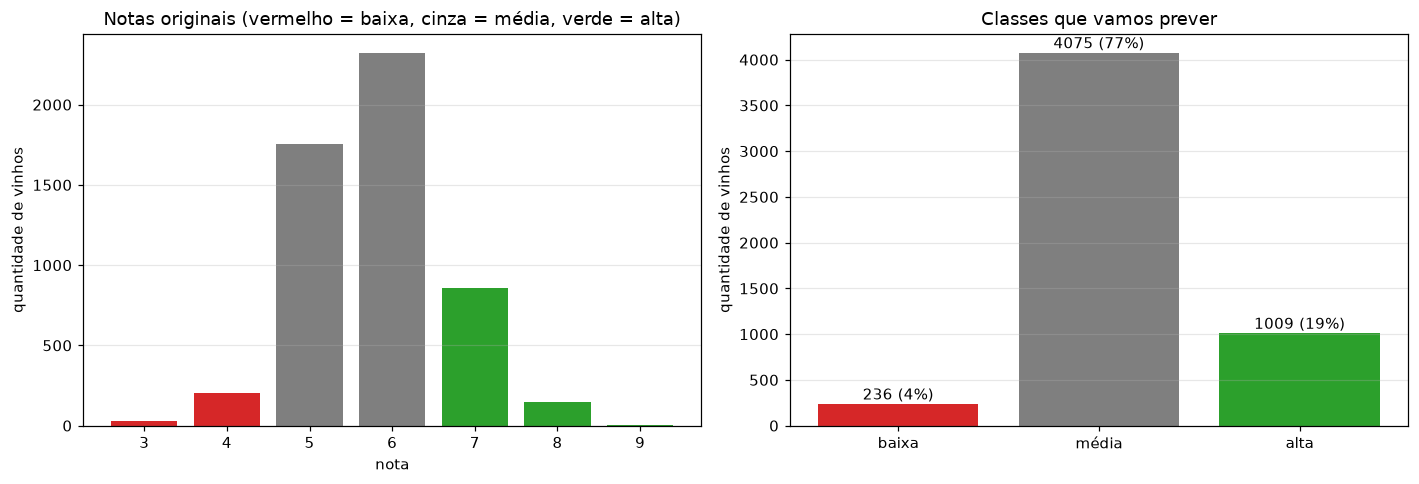 Notas originais (vermelho = baixa, cinza = média, verde = alta)
quantidade de vinhos
2000
1500
1000
500
0
3 4 5 6 7 8 9
nota
Classes que vamos prever
quantidade de vinhos
4000
3500
3000
2500
2000
1500
1000
500
0
4075 (77%)
1009 (19%)
236 (4%)
baixa média alta